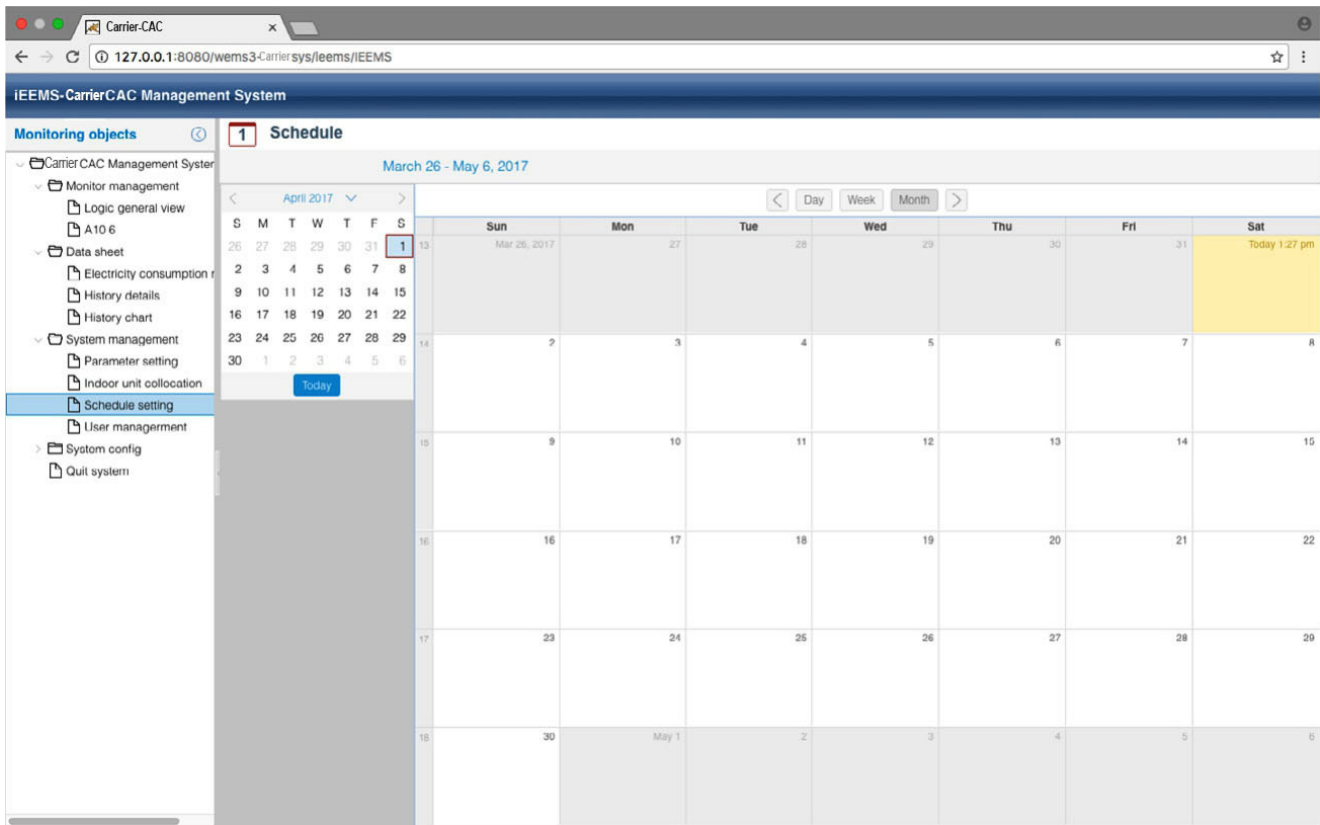 Carrier-CAC
127.0.0.1:8080/wems3-Carrier sys/ieems/IEEMS
iEEMS-CarrierCAC Management System
Monitoring objects
Carrier CAC Management Syster
Monitor management
Logic general view
A10 6
Data sheet
Electricity consumption r
History details
History chart
System management
Parameter setting
Indoor unit collocation
Schedule setting
User managerment
System config
Quit system
1 Schedule
March 26 - May 6, 2017
April 2017
S M T W T F S
26 27 28 29 30 31 1
2 3 4 5 6 7 8
9 10 11 12 13 14 15
16 17 18 19 20 21 22
23 24 25 26 27 28 29
30 1 2 3 4 5 6
Today
Day Week Month
Sun Mon Tue Wed Thu Fri Sat
13 Mar 26, 2017 27 28 29 30 31 Today 1:27 pm
14 2 3 4 5 6 7 8
15 9 10 11 12 13 14 15
16 16 17 18 19 20 21 22
17 23 24 25 26 27 28 29
18 30 May 1 2 3 4 5 6